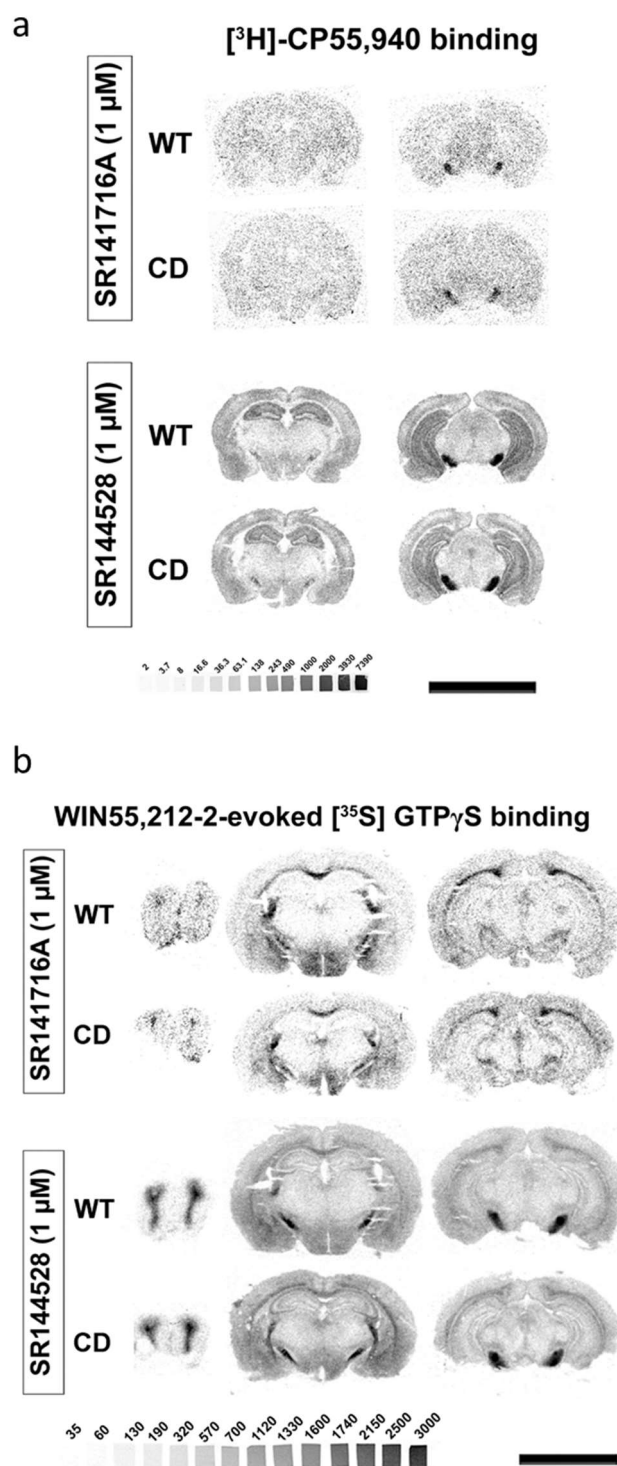 a
[³H]-CP55,940 binding
SR141716A (1 µM)
WT
CD
SR144528 (1 µM)
WT
CD
2 3.7 8 16.6 36.3 63.1 138 243 490 1000 2000 3930 7390
b
WIN55,212-2-evoked [³⁵S] GTPγS binding
SR141716A (1 µM)
WT
CD
SR144528 (1 µM)
WT
CD
35 60 130 190 320 570 700 1120 1330 1600 1740 2150 2500 3000